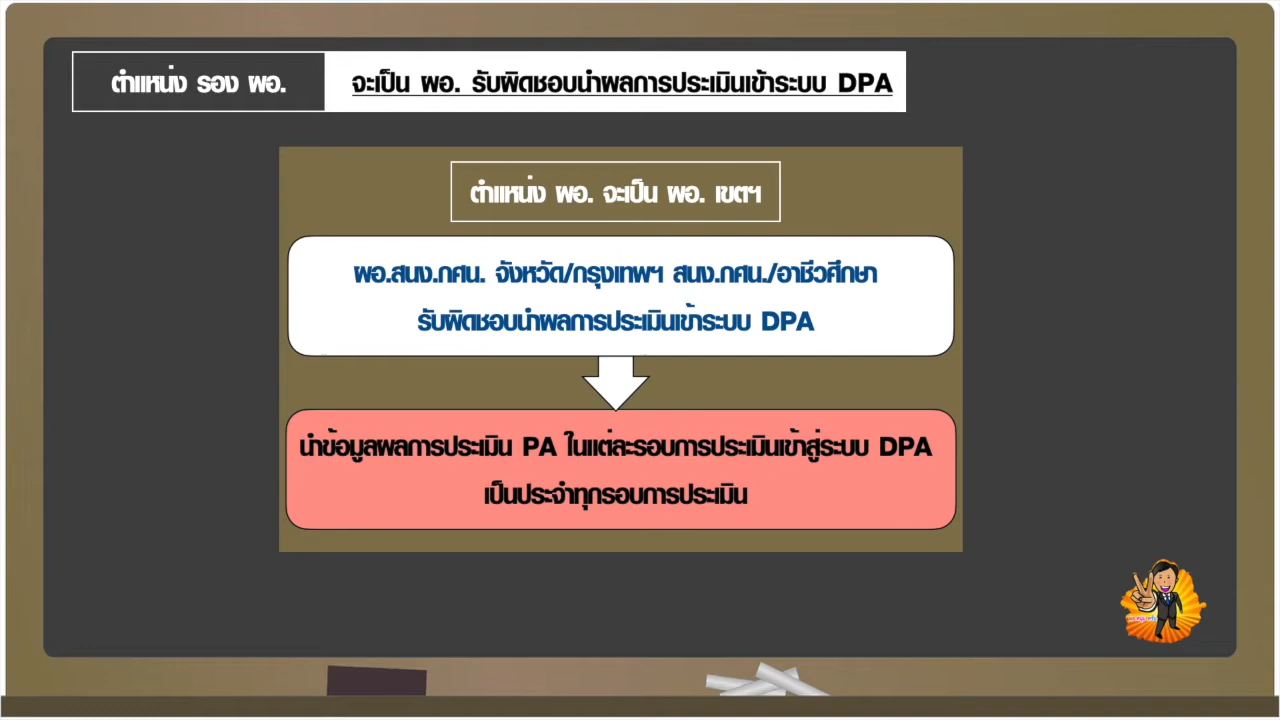 ตำแหน่ง รอง ผอ. จะเป็น ผอ. รับผิดชอบนำผลการประเมินเข้าระบบ DPA
ตำแหน่ง ผอ. จะเป็น ผอ. เขตฯ
ผอ.สนง.กศน. จังหวัด/กรุงเทพฯ สนง.กศน./อาชีวศึกษา
รับผิดชอบนำผลการประเมินเข้าระบบ DPA
นำข้อมูลผลการประเมิน PA ในแต่ละรอบการประเมินเข้าสู่ระบบ DPA
เป็นประจำทุกรอบการประเมิน